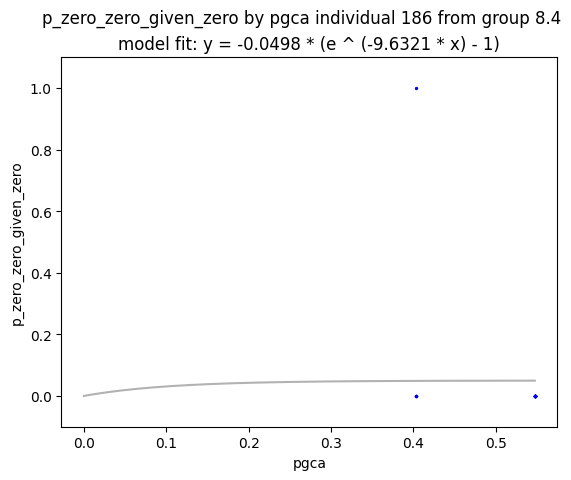 p_zero_zero_given_zero by pgca individual 186 from group 8.4
model fit: y = -0.0498 * (e ^ (-9.6321 * x) - 1)
1.0
0.8
0.6
0.4
0.2
0.0
p_zero_zero_given_zero
0.0 0.1 0.2 0.3 0.4 0.5
pgca